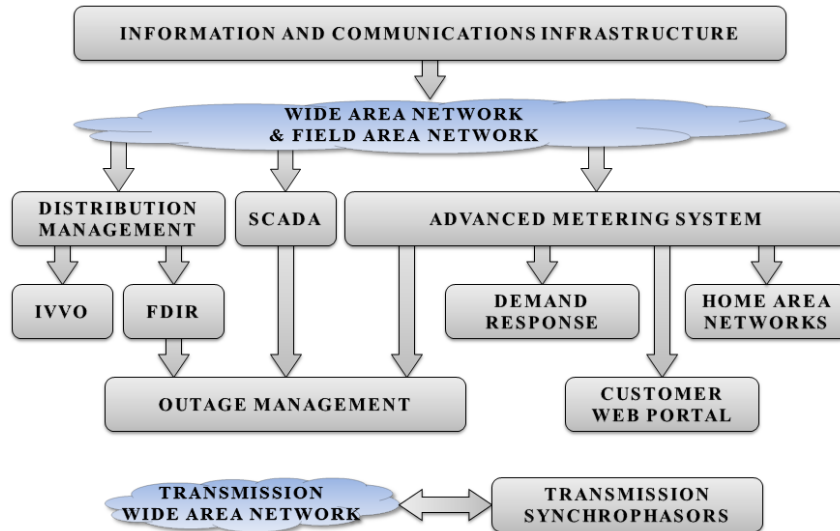 INFORMATION AND COMMUNICATIONS INFRASTRUCTURE
WIDE AREA NETWORK
& FIELD AREA NETWORK
DISTRIBUTION
MANAGEMENT
SCADA
ADVANCED METERING SYSTEM
IVVO
FDIR
DEMAND
RESPONSE
HOME AREA
NETWORKS
OUTAGE MANAGEMENT
CUSTOMER
WEB PORTAL
TRANSMISSION
WIDE AREA NETWORK
TRANSMISSION
SYNCHROPHASORS